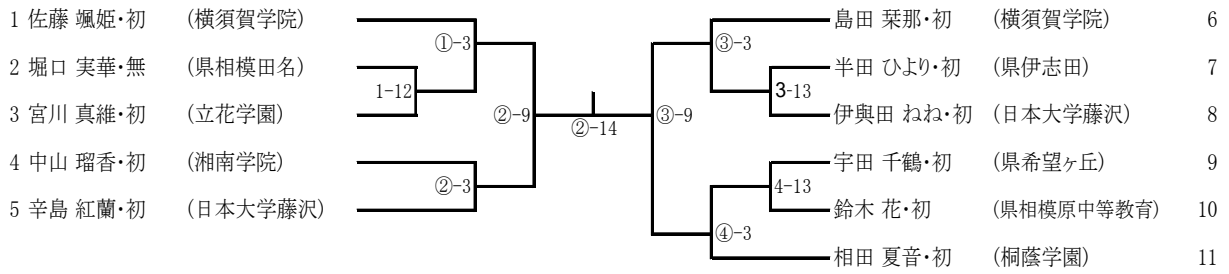 1 佐藤 颯姫・初 (横須賀学院)
島田 栞那・初 (横須賀学院) 6
①-3
③-3
2 堀口 実華・無 (県相模田名)
半田 ひより・初 (県伊志田) 7
1-12
3-13
3 宮川 真維・初 (立花学園)
②-9
②-14
③-9
伊與田 ねね・初 (日本大学藤沢) 8
4 中山 瑠香・初 (湘南学院)
宇田 千鶴・初 (県希望ヶ丘) 9
②-3
4-13
5 辛島 紅蘭・初 (日本大学藤沢)
鈴木 花・初 (県相模原中等教育) 10
④-3
相田 夏音・初 (桐蔭学園) 11